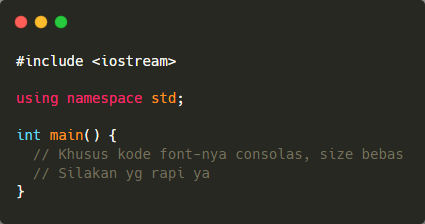 #include <iostream>
using namespace std;
int main() {
// Khusus kode font-nya consolas, size bebas
// Silakan yg rapi ya
}